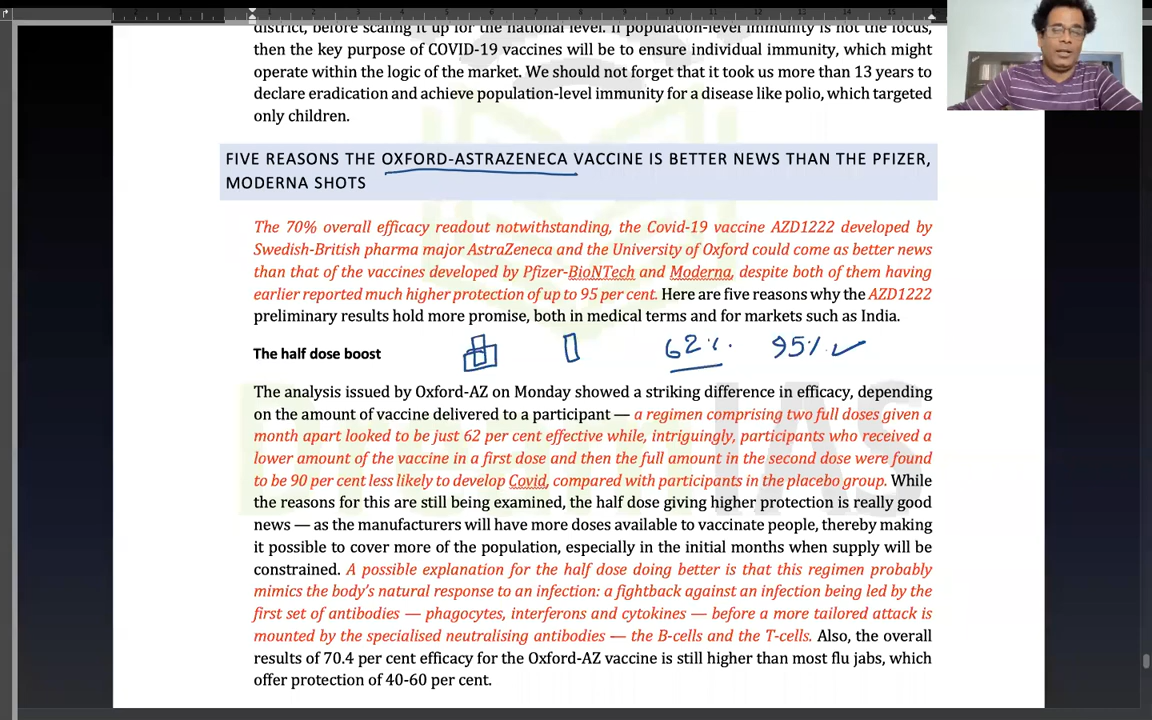 district, before scaling it up for the national level. If population-level immunity is not the focus,
then the key purpose of COVID-19 vaccines will be to ensure individual immunity, which might
operate within the logic of the market. We should not forget that it took us more than 13 years to
declare eradication and achieve population-level immunity for a disease like polio, which targeted
only children.
FIVE REASONS THE OXFORD-ASTRAZENECA VACCINE IS BETTER NEWS THAN THE PFIZER,
MODERNA SHOTS
The 70% overall efficacy readout notwithstanding, the Covid-19 vaccine AZD1222 developed by
Swedish-British pharma major AstraZeneca and the University of Oxford could come as better news
than that of the vaccines developed by Pfizer-BioNTech and Moderna, despite both of them having
earlier reported much higher protection of up to 95 per cent. Here are five reasons why the AZD1222
preliminary results hold more promise, both in medical terms and for markets such as India.
The half dose boost 62% 95%
The analysis issued by Oxford-AZ on Monday showed a striking difference in efficacy, depending
on the amount of vaccine delivered to a participant — a regimen comprising two full doses given a
month apart looked to be just 62 per cent effective while, intriguingly, participants who received a
lower amount of the vaccine in a first dose and then the full amount in the second dose were found
to be 90 per cent less likely to develop Covid, compared with participants in the placebo group. While
the reasons for this are still being examined, the half dose giving higher protection is really good
news — as the manufacturers will have more doses available to vaccinate people, thereby making
it possible to cover more of the population, especially in the initial months when supply will be
constrained. A possible explanation for the half dose doing better is that this regimen probably
mimics the body's natural response to an infection: a fightback against an infection being led by the
first set of antibodies — phagocytes, interferons and cytokines — before a more tailored attack is
mounted by the specialised neutralising antibodies — the B-cells and the T-cells. Also, the overall
results of 70.4 per cent efficacy for the Oxford-AZ vaccine is still higher than most flu jabs, which
offer protection of 40-60 per cent.